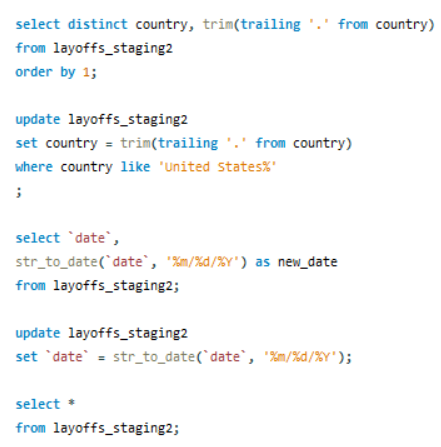 select distinct country, trim(trailing '.' from country)
from layoffs_staging2
order by 1;
update layoffs_staging2
set country = trim(trailing '.' from country)
where country like 'United States%'
;
select `date`,
str_to_date(`date`, '%m/%d/%Y') as new_date
from layoffs_staging2;
update layoffs_staging2
set `date` = str_to_date(`date`, '%m/%d/%Y');
select *
from layoffs_staging2;